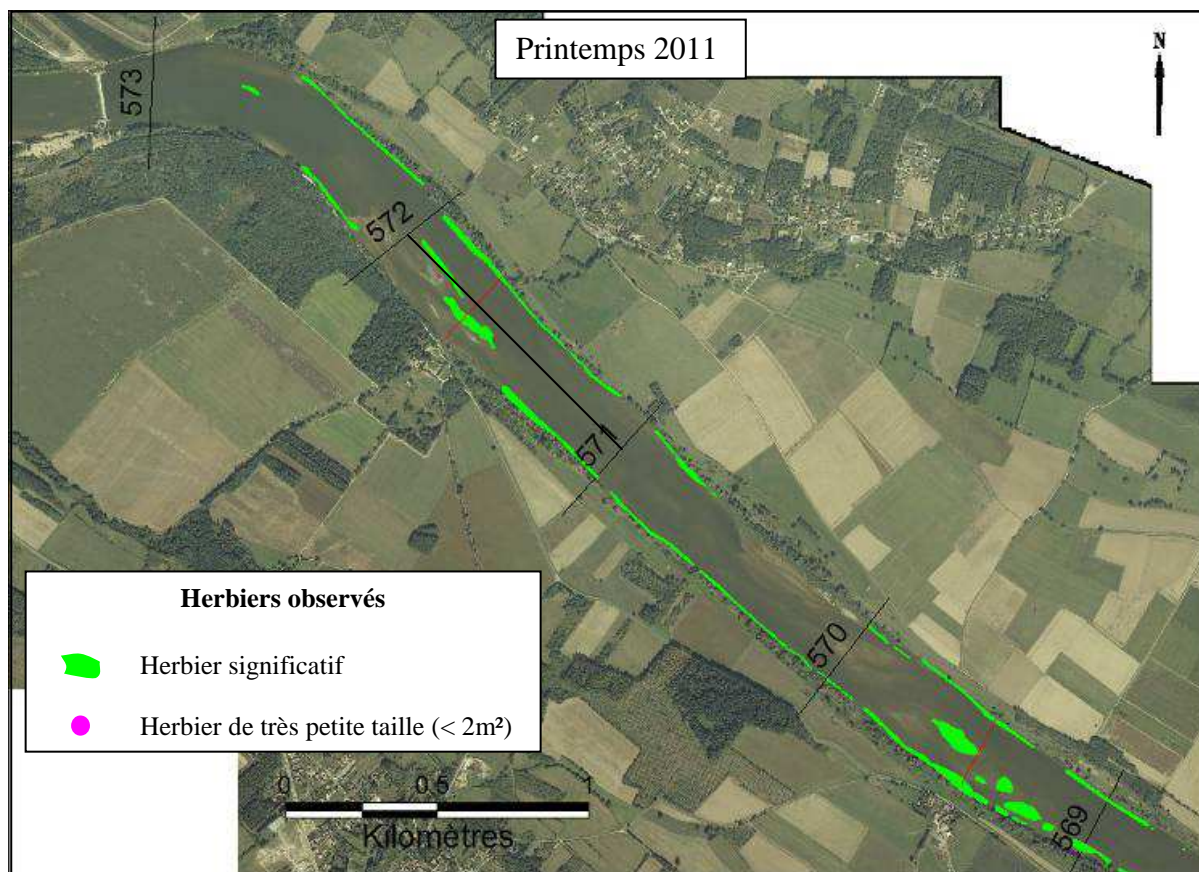 Printemps 2011
N
573
572
571
570
569
Herbiers observés
Herbier significatif
Herbier de très petite taille (< 2m²)
0 0.5 1
Kilomètres